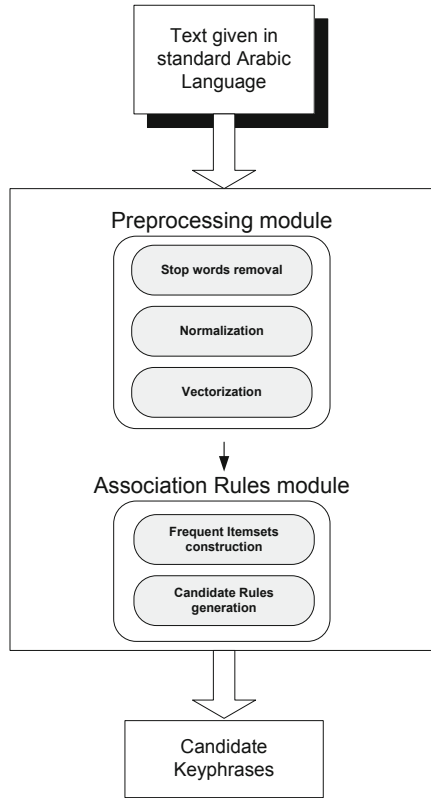 Text given in
standard Arabic
Language
Preprocessing module
Stop words removal
Normalization
Vectorization
Association Rules module
Frequent Itemsets
construction
Candidate Rules
generation
Candidate
Keyphrases